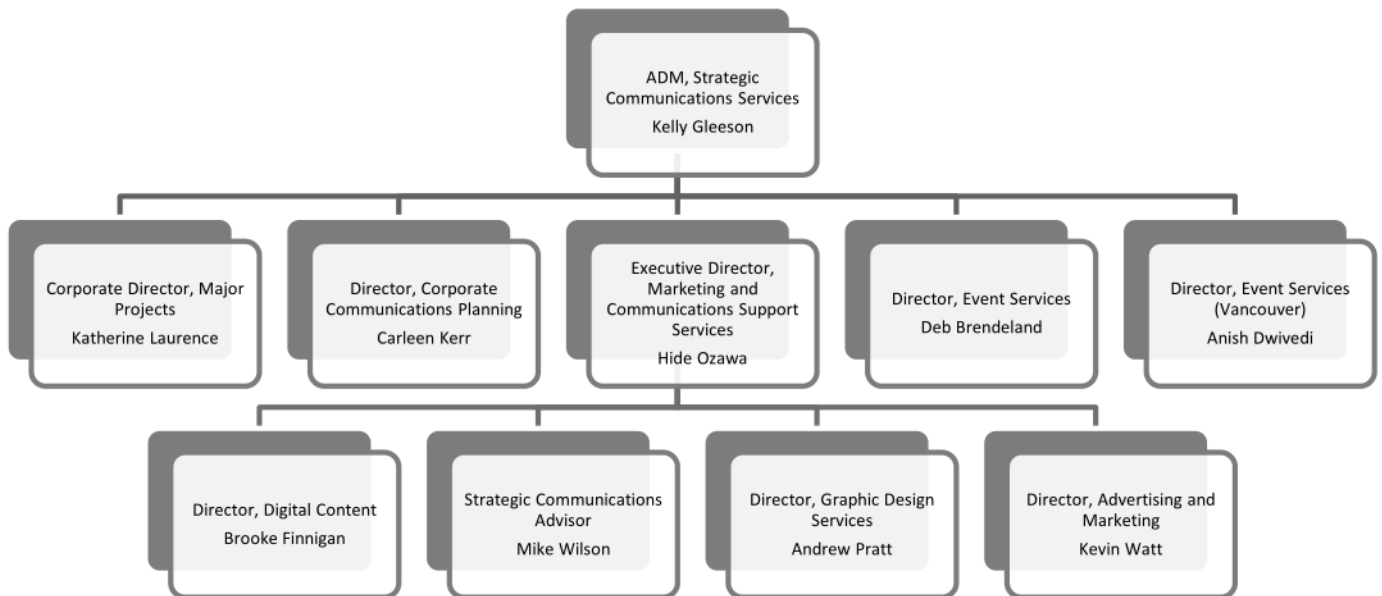 ADM, Strategic
Communications Services
Kelly Gleeson
Corporate Director, Major
Projects
Katherine Laurence
Director, Corporate
Communications Planning
Carleen Kerr
Executive Director,
Marketing and
Communications Support
Services
Hide Ozawa
Director, Event Services
Deb Brendeland
Director, Event Services
(Vancouver)
Anish Dwivedi
Director, Digital Content
Brooke Finnigan
Strategic Communications
Advisor
Mike Wilson
Director, Graphic Design
Services
Andrew Pratt
Director, Advertising and
Marketing
Kevin Watt